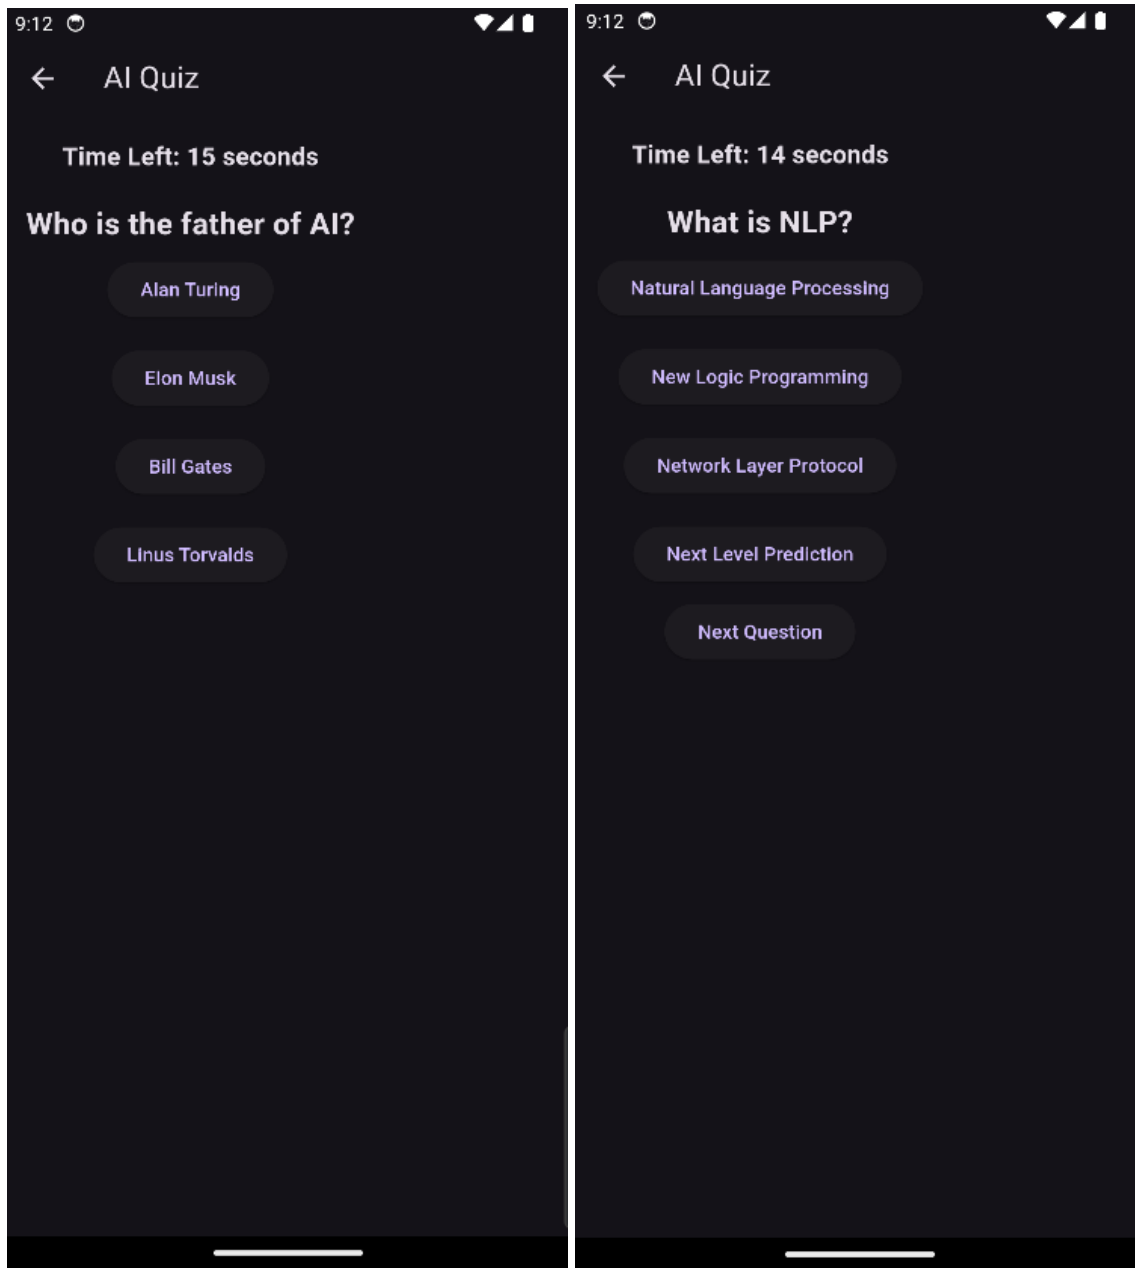 9:12
AI Quiz
Time Left: 15 seconds
Who is the father of AI?
Alan Turing
Elon Musk
Bill Gates
Linus Torvalds
9:12
AI Quiz
Time Left: 14 seconds
What is NLP?
Natural Language Processing
New Logic Programming
Network Layer Protocol
Next Level Prediction
Next Question